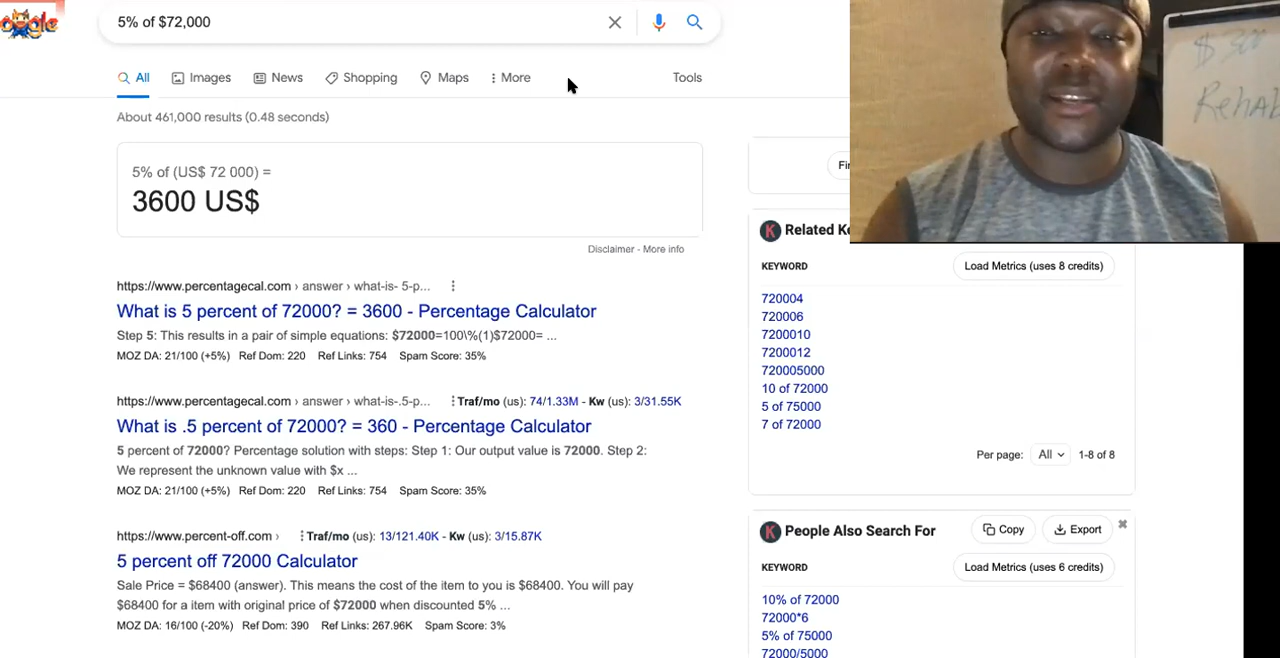 oogle
5% of $72,000
All
Images
News
Shopping
Maps
More
Tools
About 461,000 results (0.48 seconds)
5% of (US$ 72 000) =
3600 US$
Disclaimer - More info
https://www.percentagecal.com › answer › what-is- 5-p...
What is 5 percent of 72000? = 3600 - Percentage Calculator
Step 5: This results in a pair of simple equations: $72000=100\%(1)$72000= ...
MOZ DA: 21/100 (+5%) Ref Dom: 220 Ref Links: 754 Spam Score: 35%
https://www.percentagecal.com › answer › what-is-.5-p... Traf/mo (us): 74/1.33M - Kw (us): 3/31.55K
What is .5 percent of 72000? = 360 - Percentage Calculator
5 percent of 72000? Percentage solution with steps: Step 1: Our output value is 72000. Step 2:
We represent the unknown value with $x ...
MOZ DA: 21/100 (+5%) Ref Dom: 220 Ref Links: 754 Spam Score: 35%
https://www.percent-off.com › Traf/mo (us): 13/121.40K - Kw (us): 3/15.87K
5 percent off 72000 Calculator
Sale Price = $68400 (answer). This means the cost of the item to you is $68400. You will pay
$68400 for a item with original price of $72000 when discounted 5% ...
MOZ DA: 16/100 (-20%) Ref Dom: 390 Ref Links: 267.96K Spam Score: 3%
Fi
K Related Ke
KEYWORD
Load Metrics (uses 8 credits)
720004
720006
7200010
7200012
720005000
10 of 72000
5 of 75000
7 of 72000
Per page: All 1-8 of 8
K People Also Search For
Copy
Export
KEYWORD
Load Metrics (uses 6 credits)
10% of 72000
72000*6
5% of 75000
72000/5000
Rehab